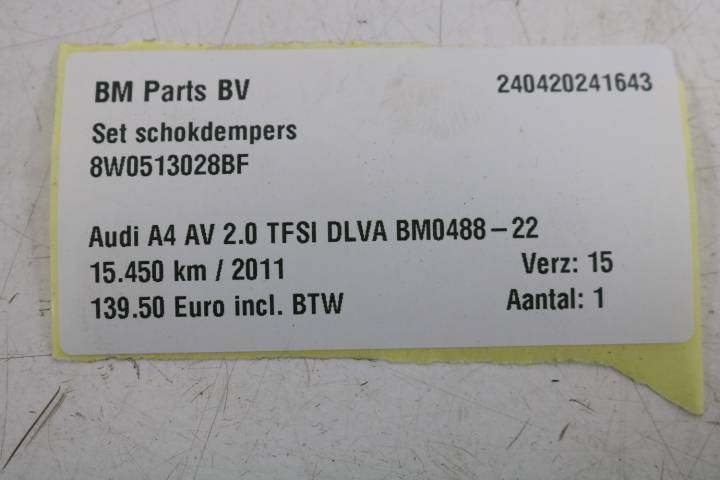 BM Parts BV 240420241643
Set schokdempers
8W0513028BF
Audi A4 AV 2.0 TFSI DLVA BM0488-22
15.450 km / 2011 Verz: 15
139.50 Euro incl. BTW Aantal: 1